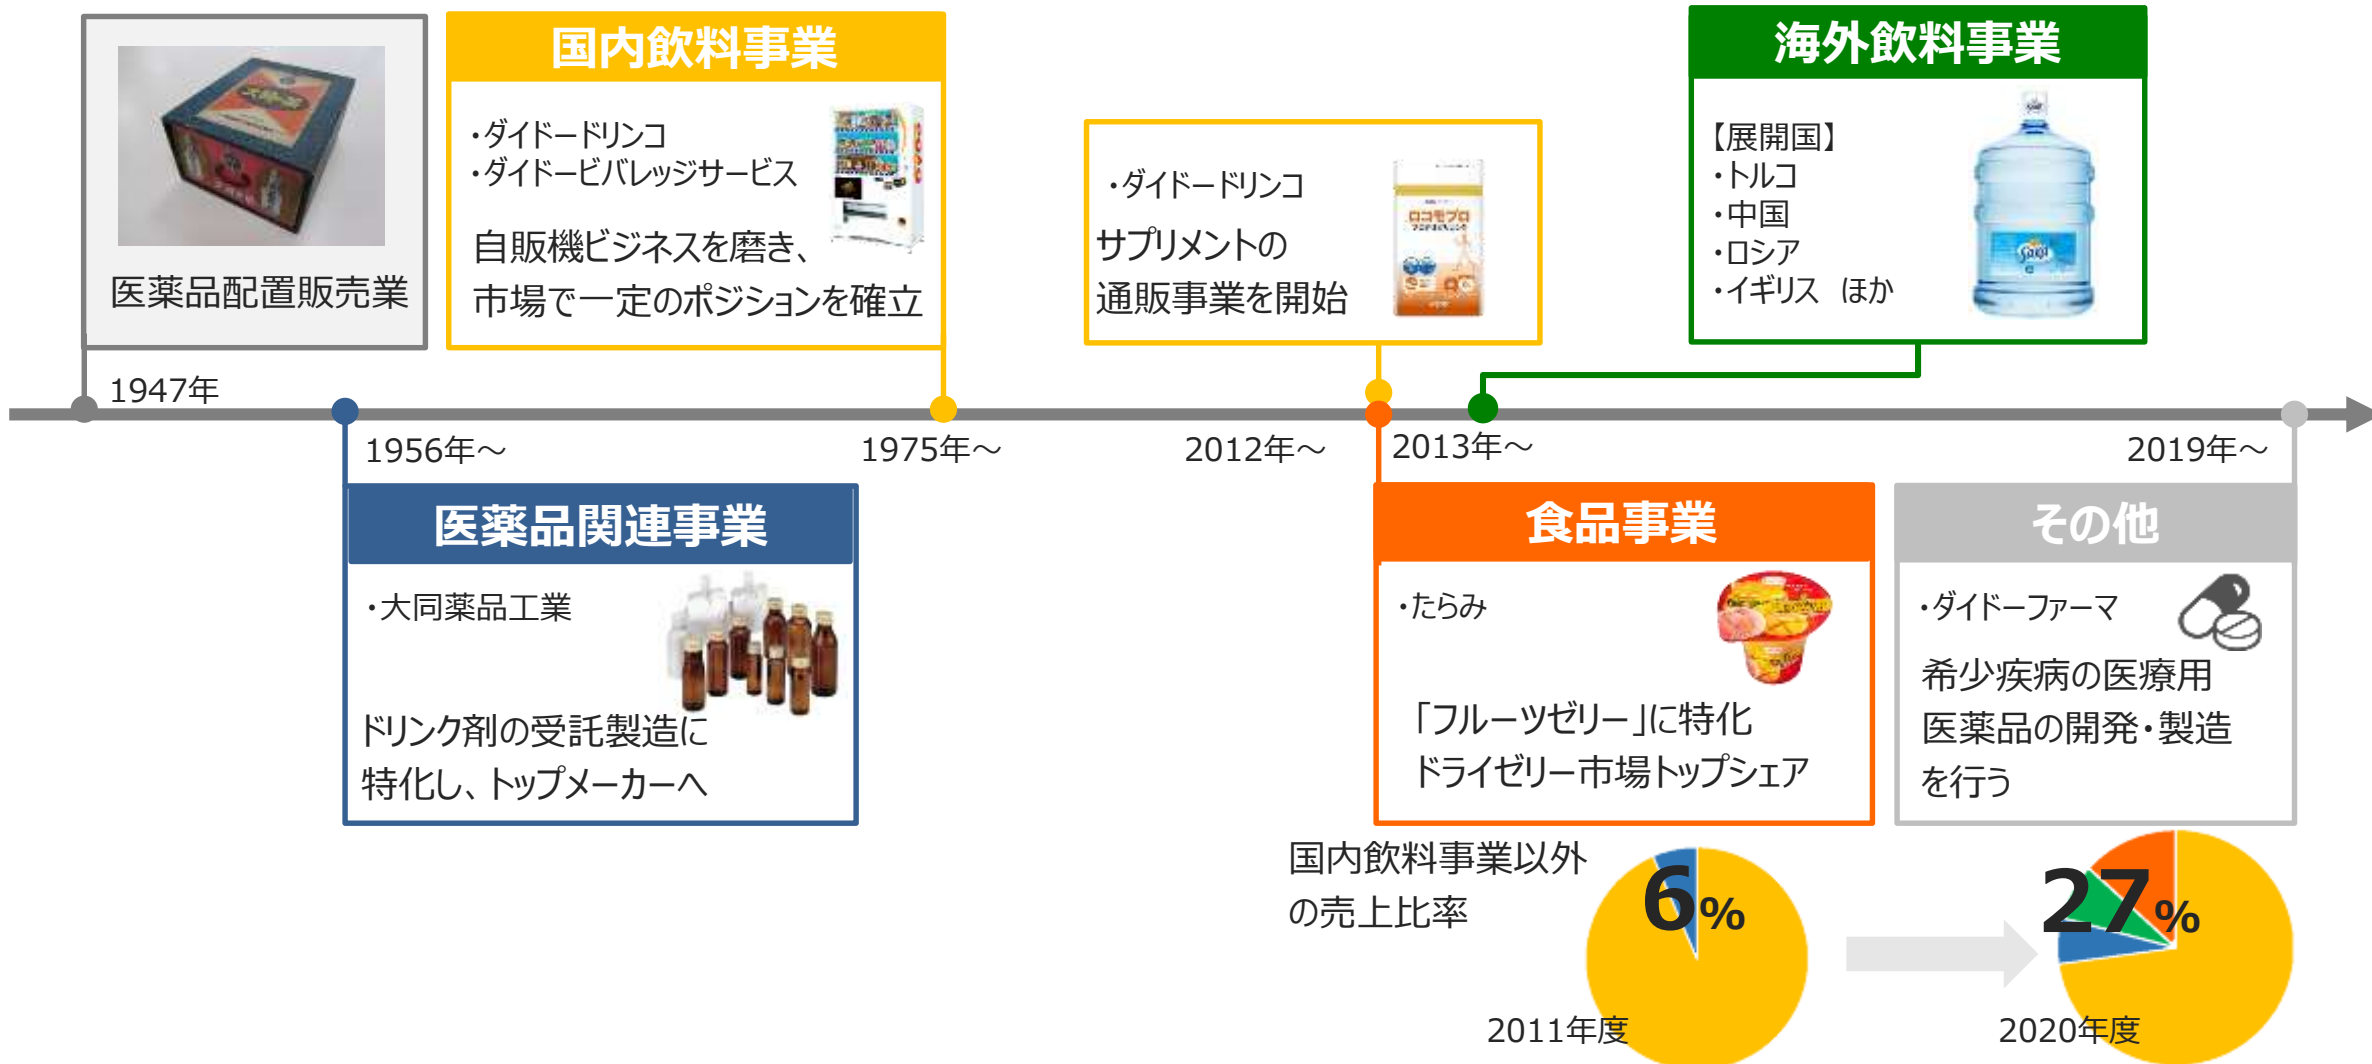 医薬品配置販売業
1947年
国内飲料事業
・ダイドードリンコ
・ダイドービバレッジサービス
自販機ビジネスを磨き、
市場で一定のポジションを確立
1975年～
・ダイドードリンコ
サプリメントの
通販事業を開始
ロコモプロ
2012年～
海外飲料事業
【展開国】
・トルコ
・中国
・ロシア
・イギリス　ほか
Saka
2013年～
1956年～
医薬品関連事業
・大同薬品工業
ドリンク剤の受託製造に
特化し、トップメーカーへ
食品事業
・たらみ
「フルーツゼリー」に特化
ドライゼリー市場トップシェア
2019年～
その他
・ダイドーファーマ
希少疾病の医療用
医薬品の開発・製造
を行う
国内飲料事業以外
の売上比率
6%
2011年度
27%
2020年度